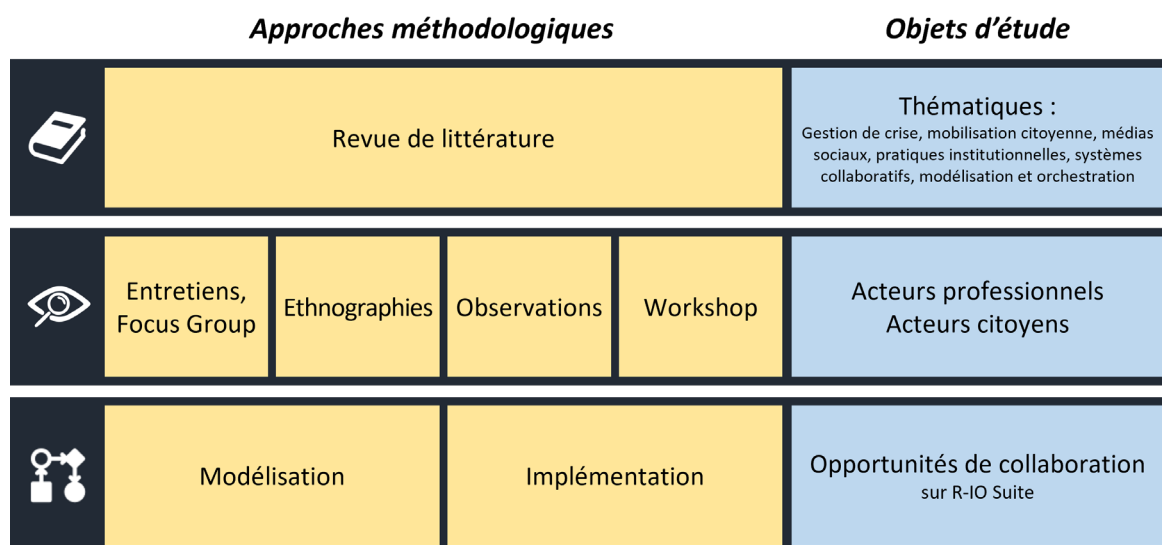 Approches méthodologiques
Objets d’étude
Revue de littérature
Thématiques :
Gestion de crise, mobilisation citoyenne, médias
sociaux, pratiques institutionnelles, systèmes
collaboratifs, modélisation et orchestration
Entretiens,
Focus Group
Ethnographies
Observations
Workshop
Acteurs professionnels
Acteurs citoyens
Modélisation
Implémentation
Opportunités de collaboration
sur R-IO Suite